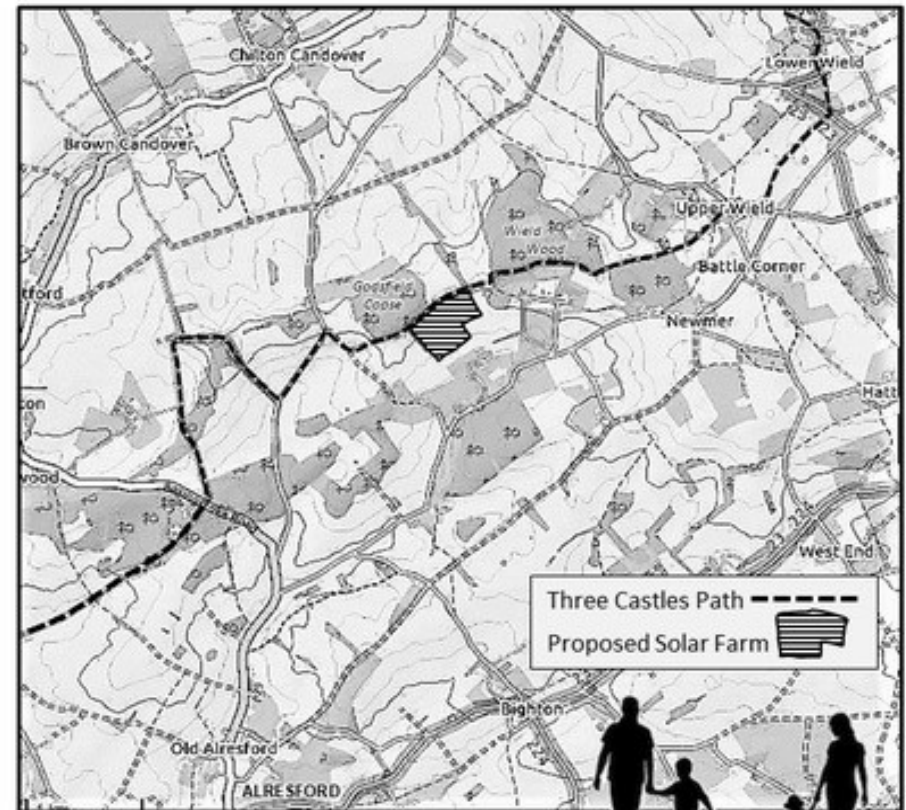 Chilton Candover
Lower Wield
Brown Candover
Upper Wield
Wield
Wood
Battle Corner
tford
Godsfield
Copse
Newmer
Hatt
ton
wood
West End
Three Castles Path
Proposed Solar Farm
Bighton
Old Alresford
ALRESFORD